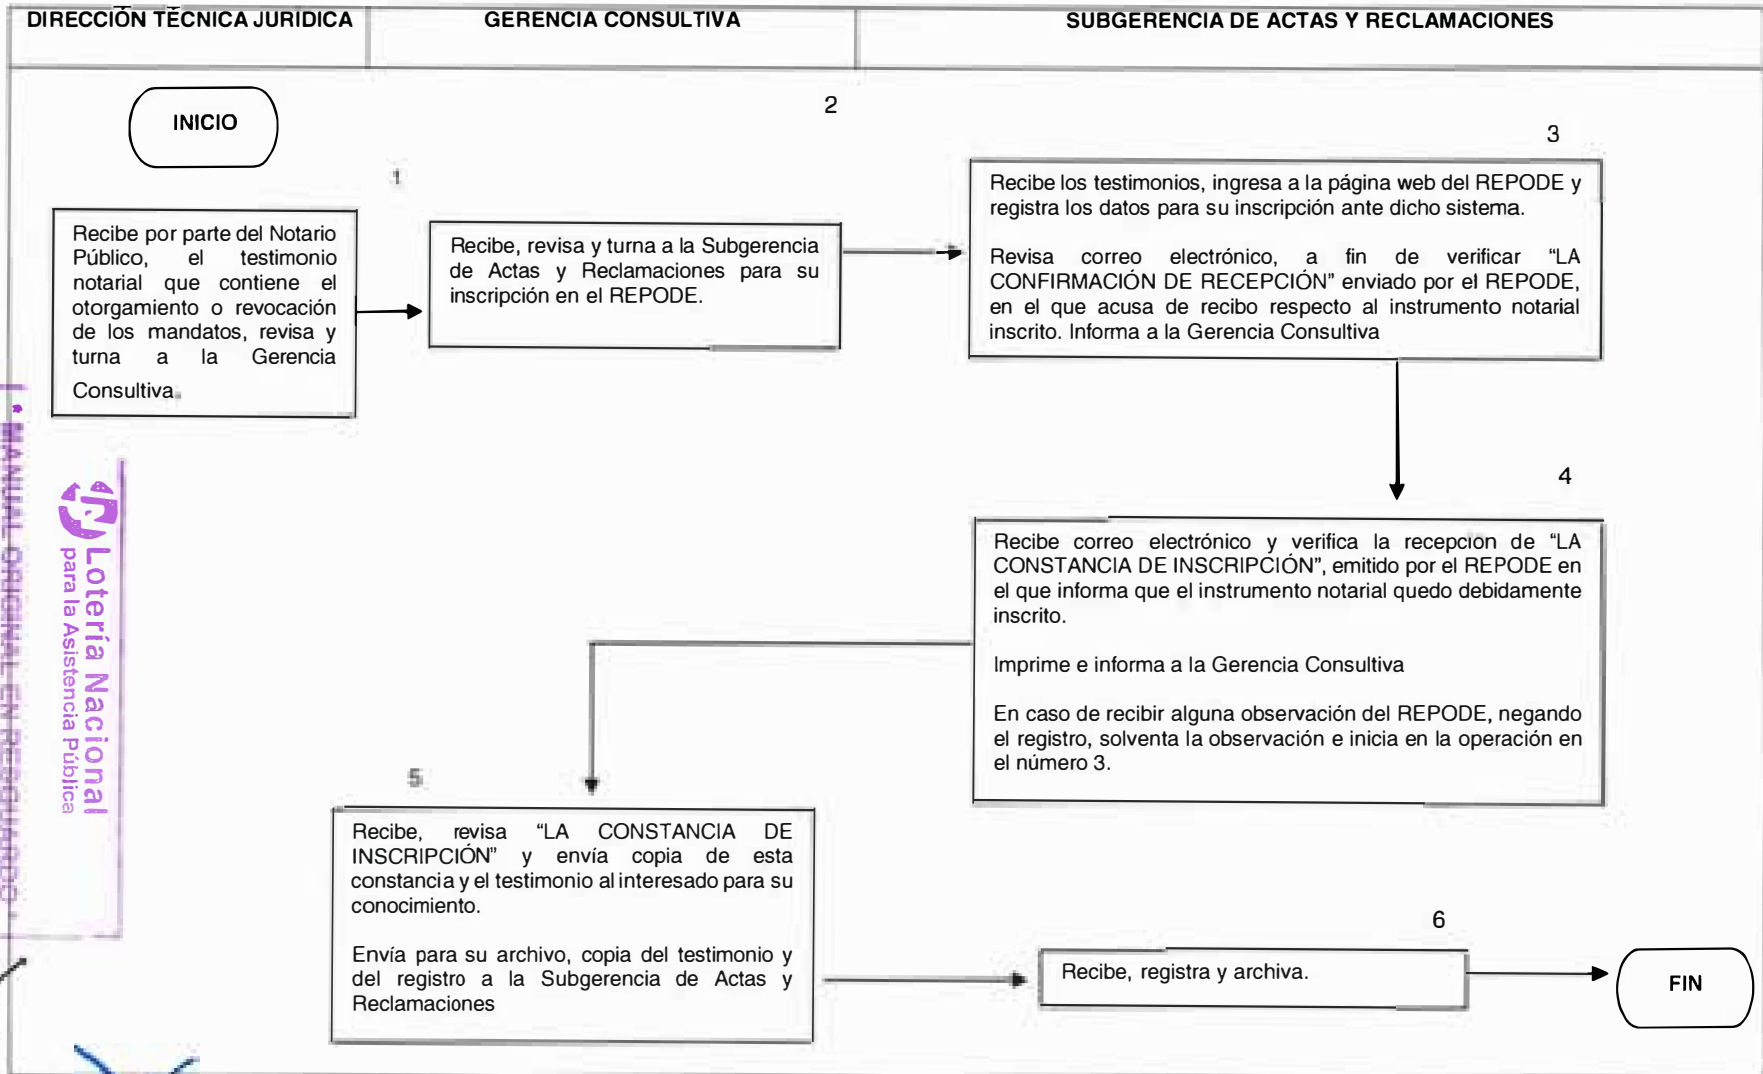 DIRECCIÓN TÉCNICA JURÍDICA
GERENCIA CONSULTIVA
SUBGERENCIA DE ACTAS Y RECLAMACIONES
INICIO
1
Recibe por parte del Notario
Público, el testimonio
notarial que contiene el
otorgamiento o revocación
de los mandatos, revisa y
turna a la Gerencia
Consultiva.
2
Recibe, revisa y turna a la Subgerencia
de Actas y Reclamaciones para su
inscripción en el REPODE.
3
Recibe los testimonios, ingresa a la página web del REPODE y
registra los datos para su inscripción ante dicho sistema.
Revisa correo electrónico, a fin de verificar “LA
CONFIRMACIÓN DE RECEPCIÓN” enviado por el REPODE,
en el que acusa de recibo respecto al instrumento notarial
inscrito. Informa a la Gerencia Consultiva
4
Recibe correo electrónico y verifica la recepcion de “LA
CONSTANCIA DE INSCRIPCIÓN”, emitido por el REPODE en
el que informa que el instrumento notarial quedo debidamente
inscrito.
Imprime e informa a la Gerencia Consultiva
En caso de recibir alguna observación del REPODE, negando
el registro, solventa la observación e inicia en la operación en
el número 3.
5
Recibe, revisa “LA CONSTANCIA DE
INSCRIPCIÓN” y envía copia de esta
constancia y el testimonio al interesado para su
conocimiento.
Envía para su archivo, copia del testimonio y
del registro a la Subgerencia de Actas y
Reclamaciones
6
Recibe, registra y archiva.
FIN
Lotería Nacional
para la Asistencia Pública
• MANUAL ORIGINAL EN RESGUARDO •